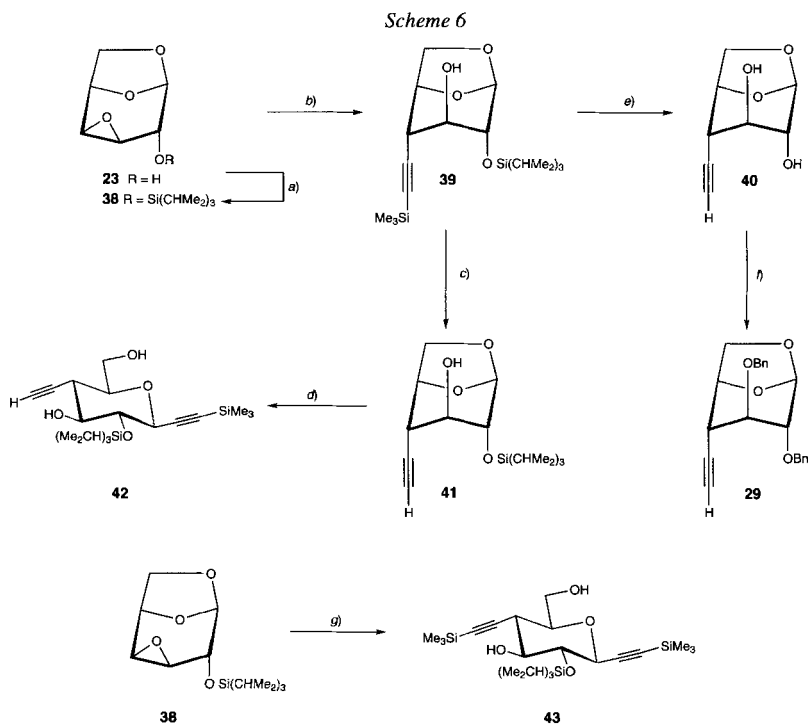 Scheme 6
O
O
O
OR
23 R = H
38 R = Si(CHMe2)3
a)
b)
O
OH
O
O Si(CHMe2)3
Me3Si
39
e)
O
OH
O
OH
H
40
c)
f)
OH
O
H
HO
SiMe3
(Me2CH)3SiO
42
d)
O
OH
O
O Si(CHMe2)3
H
41
O
OBn
O
OBn
H
29
O
O
O
O Si(CHMe2)3
38
g)
OH
O
Me3Si
HO
SiMe3
(Me2CH)3SiO
43